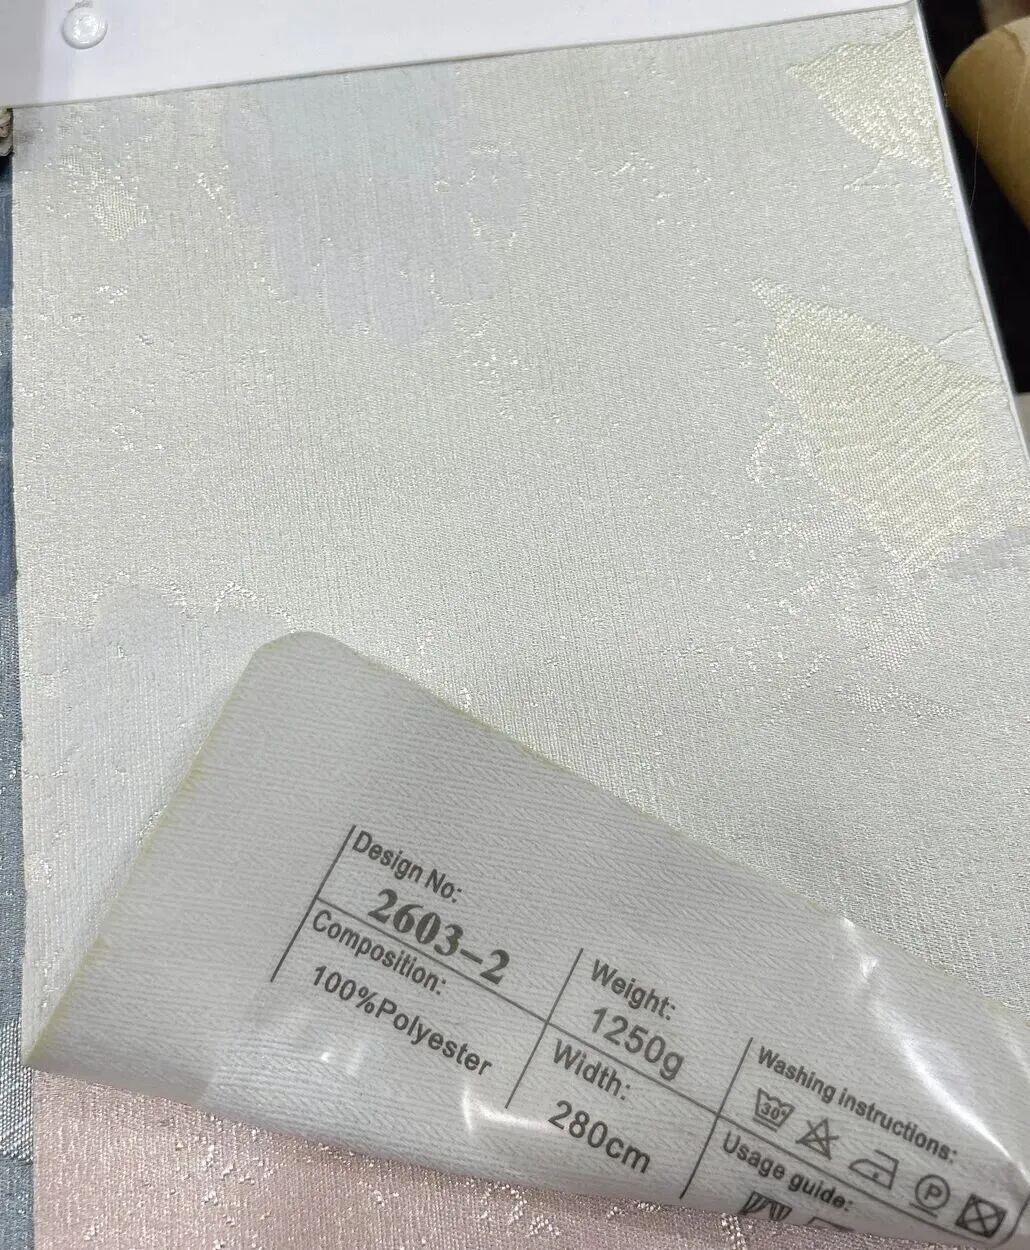 Design No:
2603-2
Composition:
100%Polyester
Weight:
1250g
Width:
280cm
Washing instructions:
30°
P
Usage guide: